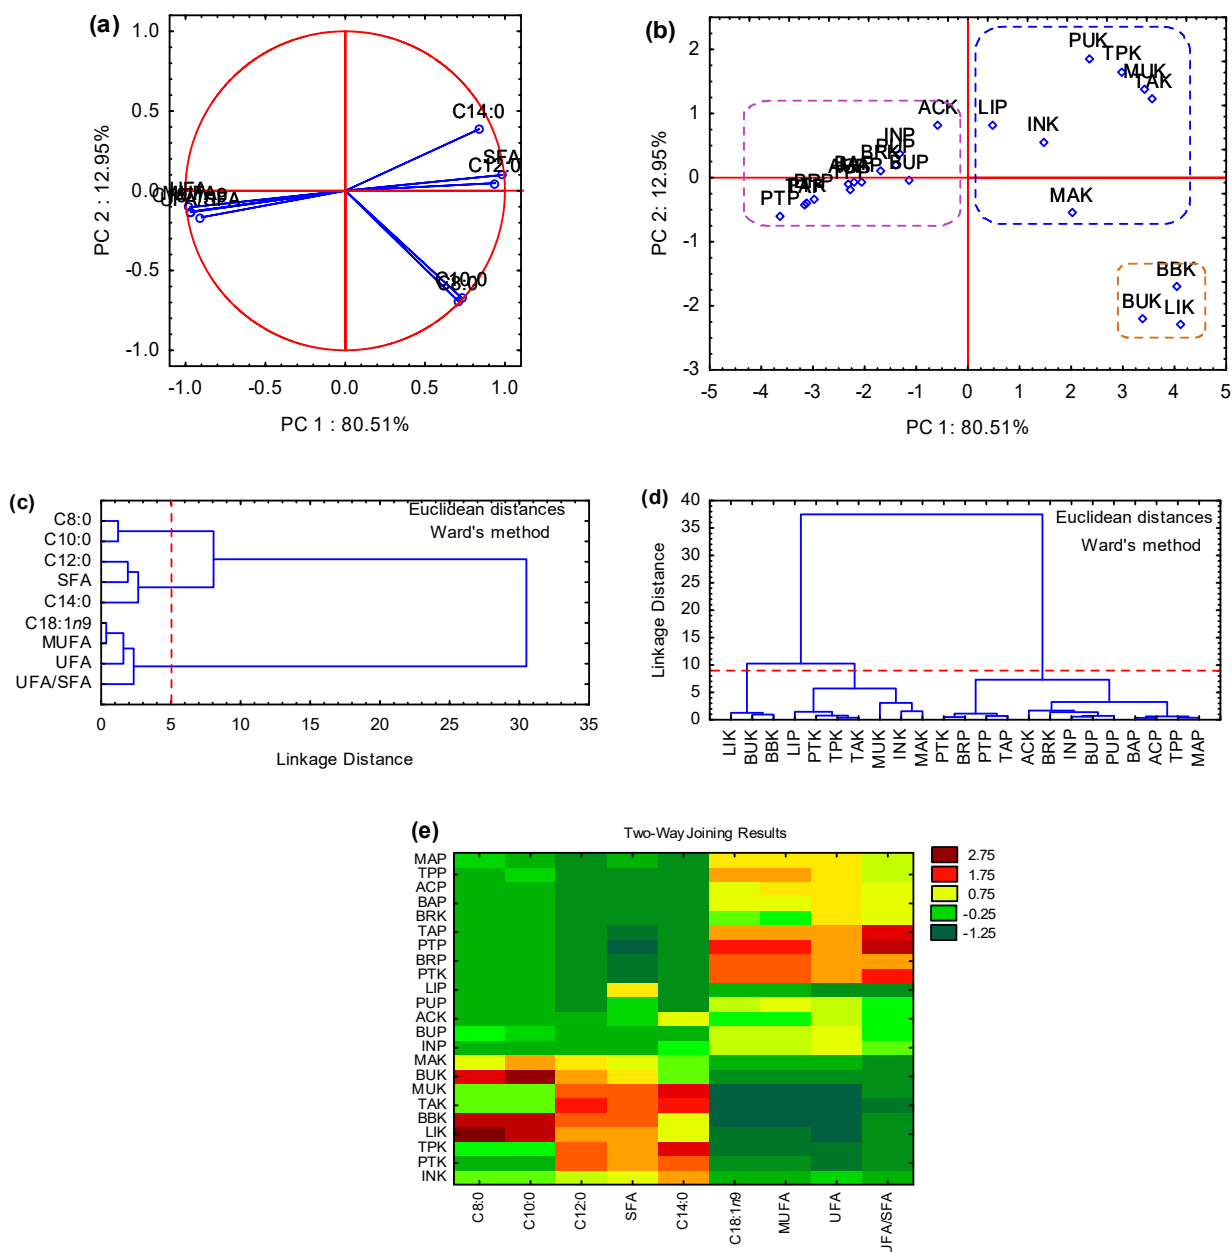 (a)
1.0
0.5
0.0
-0.5
-1.0
PC 2 : 12.95%
C14:0
SFA
C12:0
UFA
UFA/SFA
C10:0
C8:0
-1.0 -0.5 0.0 0.5 1.0
PC 1 : 80.51%
(b)
2
1
0
-1
-2
-3
PC 2: 12.95%
PUK
TPK
MUK
TAK
ACK
LIP
INK
INP
PUP
BRK
BUP
BAP
TPP
BRP
PTP
MAK
BBK
BUK
LIK
-5 -4 -3 -2 -1 0 1 2 3 4 5
PC 1: 80.51%
(c)
Euclidean distances
Ward's method
C8:0
C10:0
C12:0
SFA
C14:0
C18:1n9
MUFA
UFA
UFA/SFA
0 5 10 15 20 25 30 35
Linkage Distance
(d)
Euclidean distances
Ward's method
40
35
30
25
20
15
10
5
0
Linkage Distance
LIK BUK BBK LIP PTK TPK TAK MUK INK MAK PTK BRP PTP TAP ACK BRK INP BUP PUP BAP ACP TPP MAP
(e)
Two-Way Joining Results
MAP
TPP
ACP
BAP
BRK
TAP
PTP
BRP
PTK
LIP
PUP
ACK
BUP
INP
MAK
BUK
MUK
TAK
BBK
LIK
TPK
PTK
INK
C8:0 C10:0 C12:0 SFA C14:0 C18:1n9 MUFA UFA UFA/SFA
2.75
1.75
0.75
-0.25
-1.25